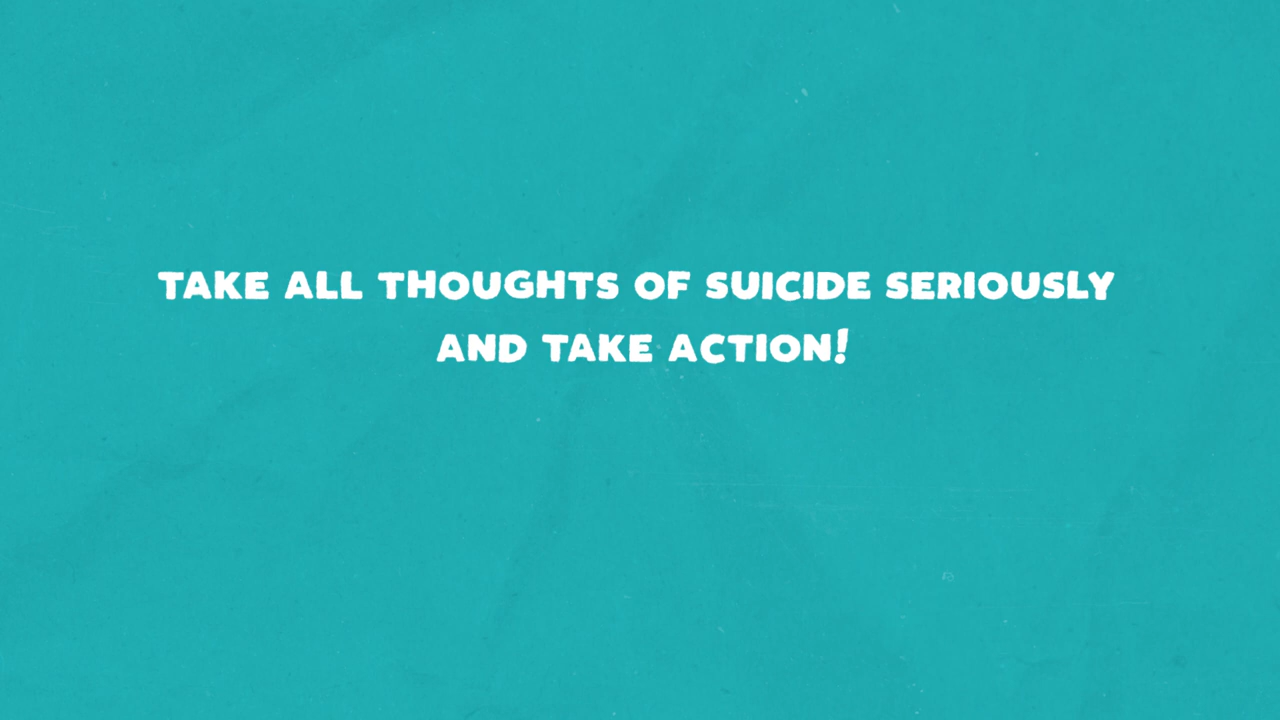 TAKE ALL THOUGHTS OF SUICIDE SERIOUSLY
AND TAKE ACTION!